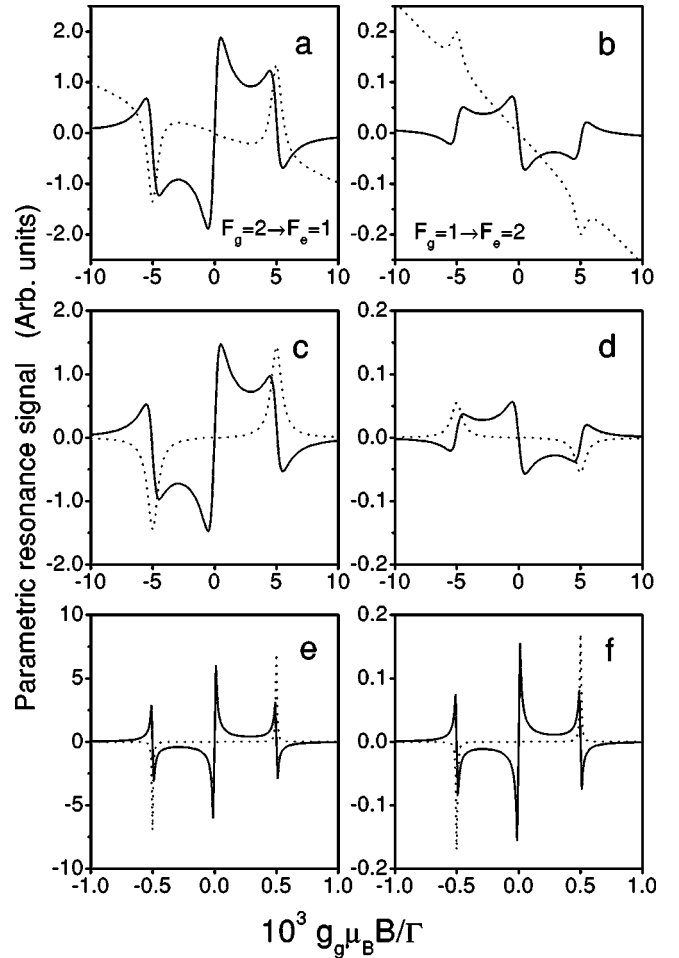 Parametric resonance signal (Arb. units)
a
2.0
1.0
0.0
-1.0
-2.0
F_g=2→F_e=1
-10 -5 0 5 10
b
0.2
0.1
0.0
-0.1
-0.2
F_g=1→F_e=2
-10 -5 0 5 10
c
2.0
1.0
0.0
-1.0
-2.0
-10 -5 0 5 10
d
0.2
0.1
0.0
-0.1
-0.2
-10 -5 0 5 10
e
10
5
0
-5
-10
-1.0 -0.5 0.0 0.5 1.0
f
0.2
0.1
0.0
-0.1
-0.2
-1.0 -0.5 0.0 0.5 1.0
10³ g_gμ_BB/Γ